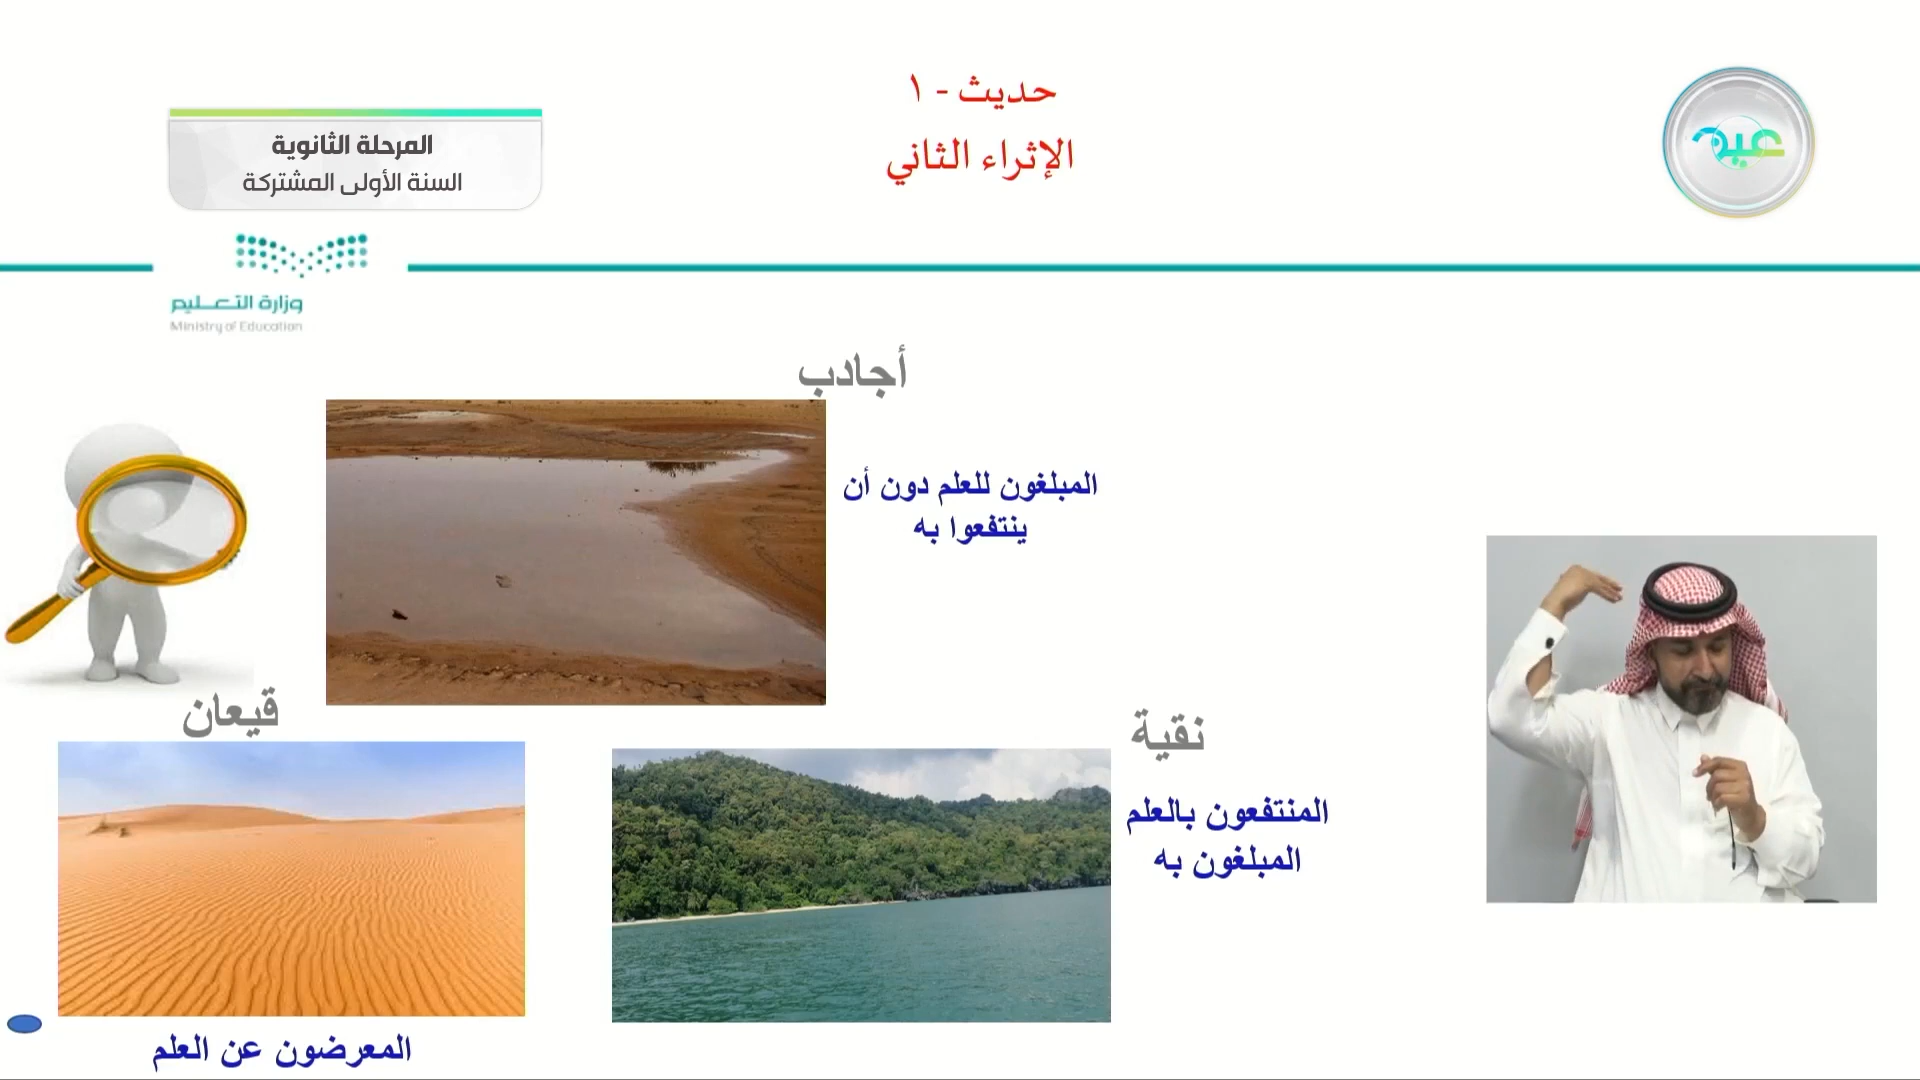 حديث - ١
الإثراء الثاني
المرحلة الثانوية
السنة الأولى المشتركة
عين
وزارة التعليم
Ministry of Education
أجادب
المبلغون للعلم دون أن
ينتفعوا به
نقية
المنتفعون بالعلم
المبلغون به
قيعان
المعرضون عن العلم